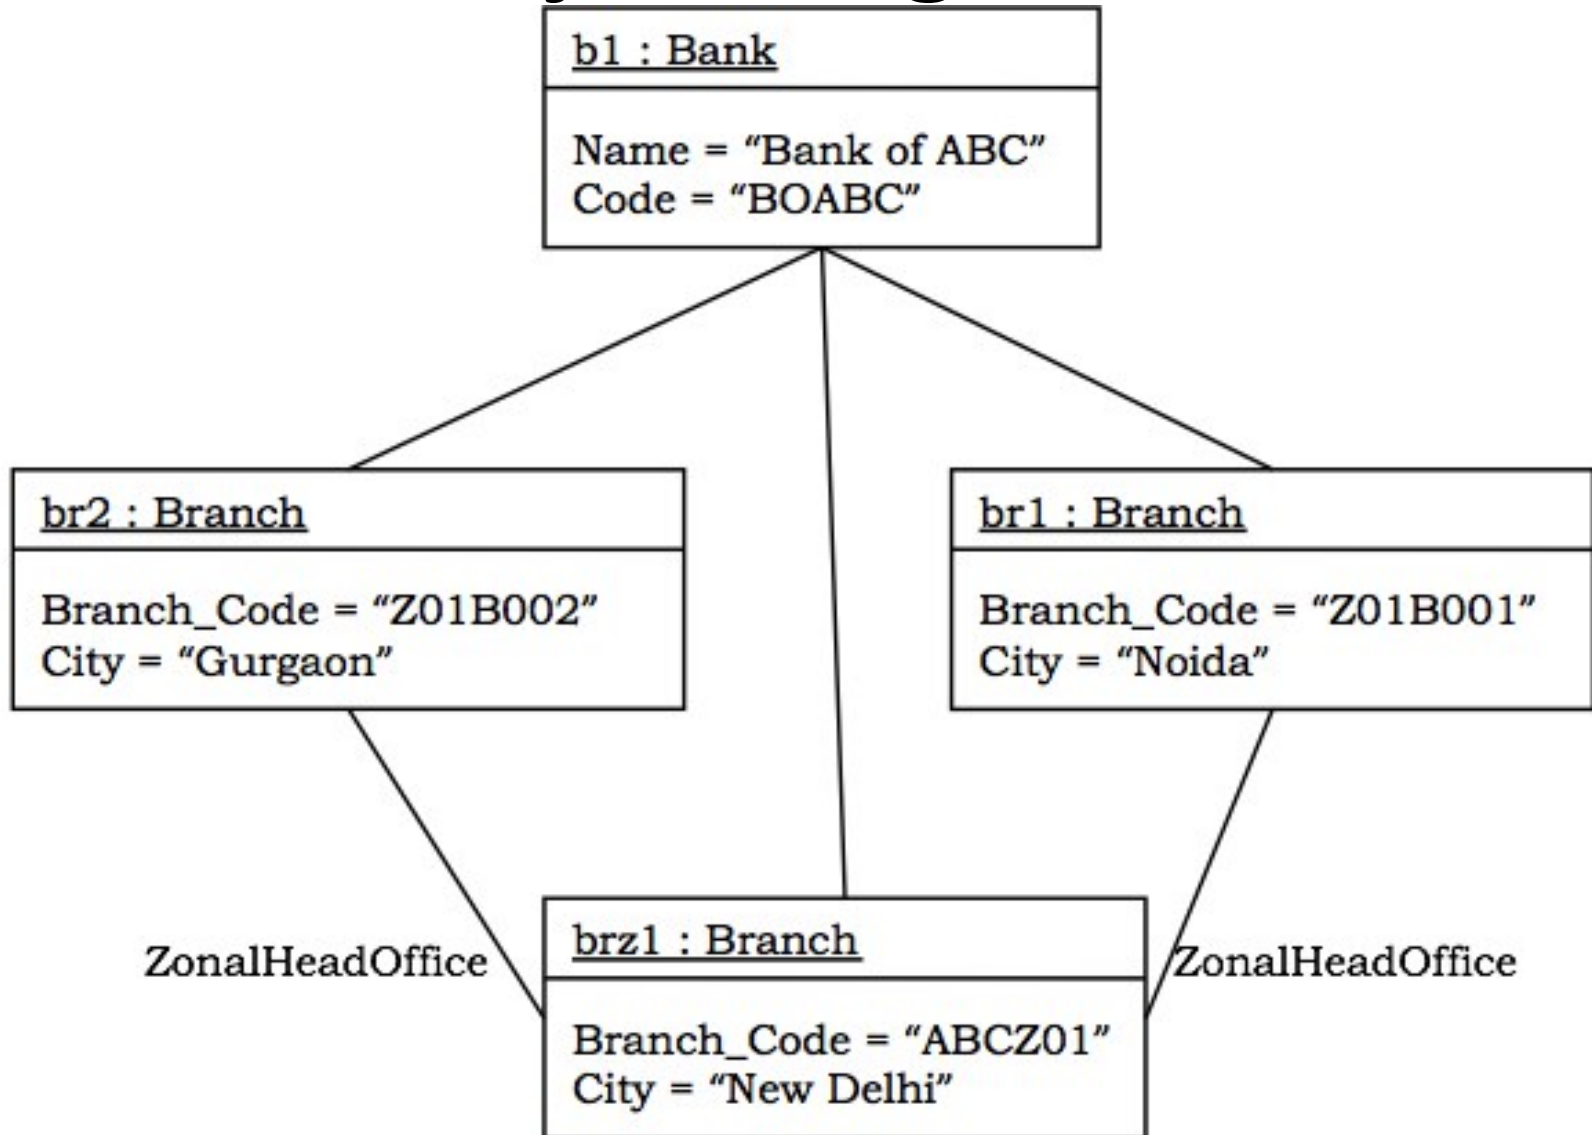 b1 : Bank
Name = “Bank of ABC”
Code = “BOABC”
br2 : Branch
Branch_Code = “Z01B002”
City = “Gurgaon”
br1 : Branch
Branch_Code = “Z01B001”
City = “Noida”
ZonalHeadOffice
brz1 : Branch
Branch_Code = “ABCZ01”
City = “New Delhi”
ZonalHeadOffice